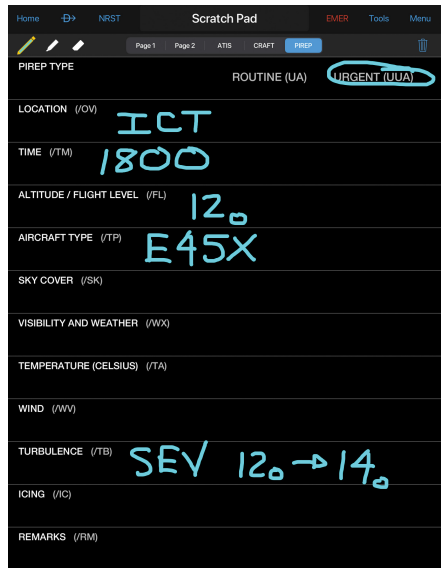 Home NRST Scratch Pad EMER Tools Menu
Page 1 Page 2 ATIS CRAFT PIREP
PIREP TYPE
ROUTINE (UA) URGENT (UUA)
LOCATION (/OV) ICT
TIME (/TM) 1800
ALTITUDE / FLIGHT LEVEL (/FL) 120
AIRCRAFT TYPE (/TP) E45X
SKY COVER (/SK)
VISIBILITY AND WEATHER (/WX)
TEMPERATURE (CELSIUS) (/TA)
WIND (/WV)
TURBULENCE (/TB) SEV 120 → 140
ICING (/IC)
REMARKS (/RM)